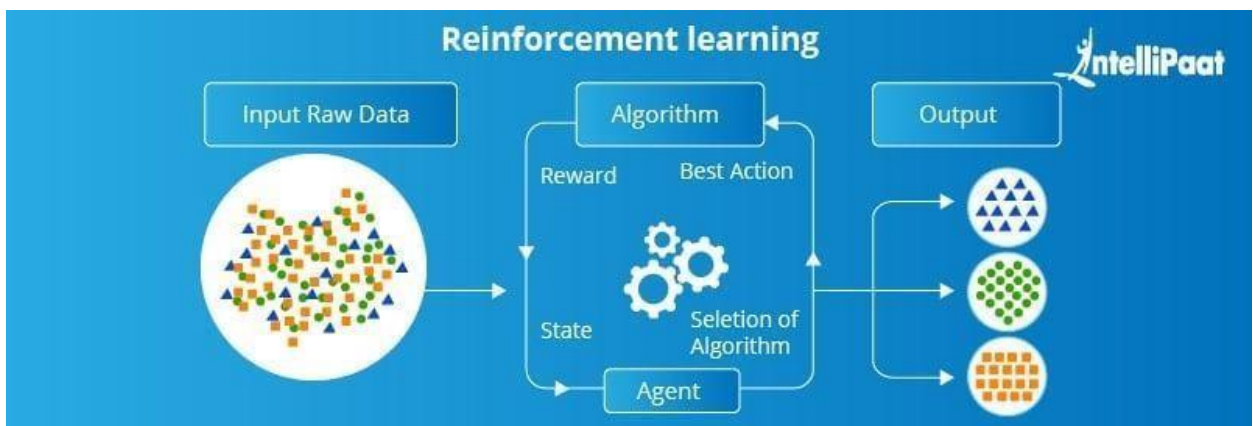 Reinforcement learning
IntelliPaat
Input Raw Data
Algorithm
Output
Reward
Best Action
State
Seletion of
Algorithm
Agent